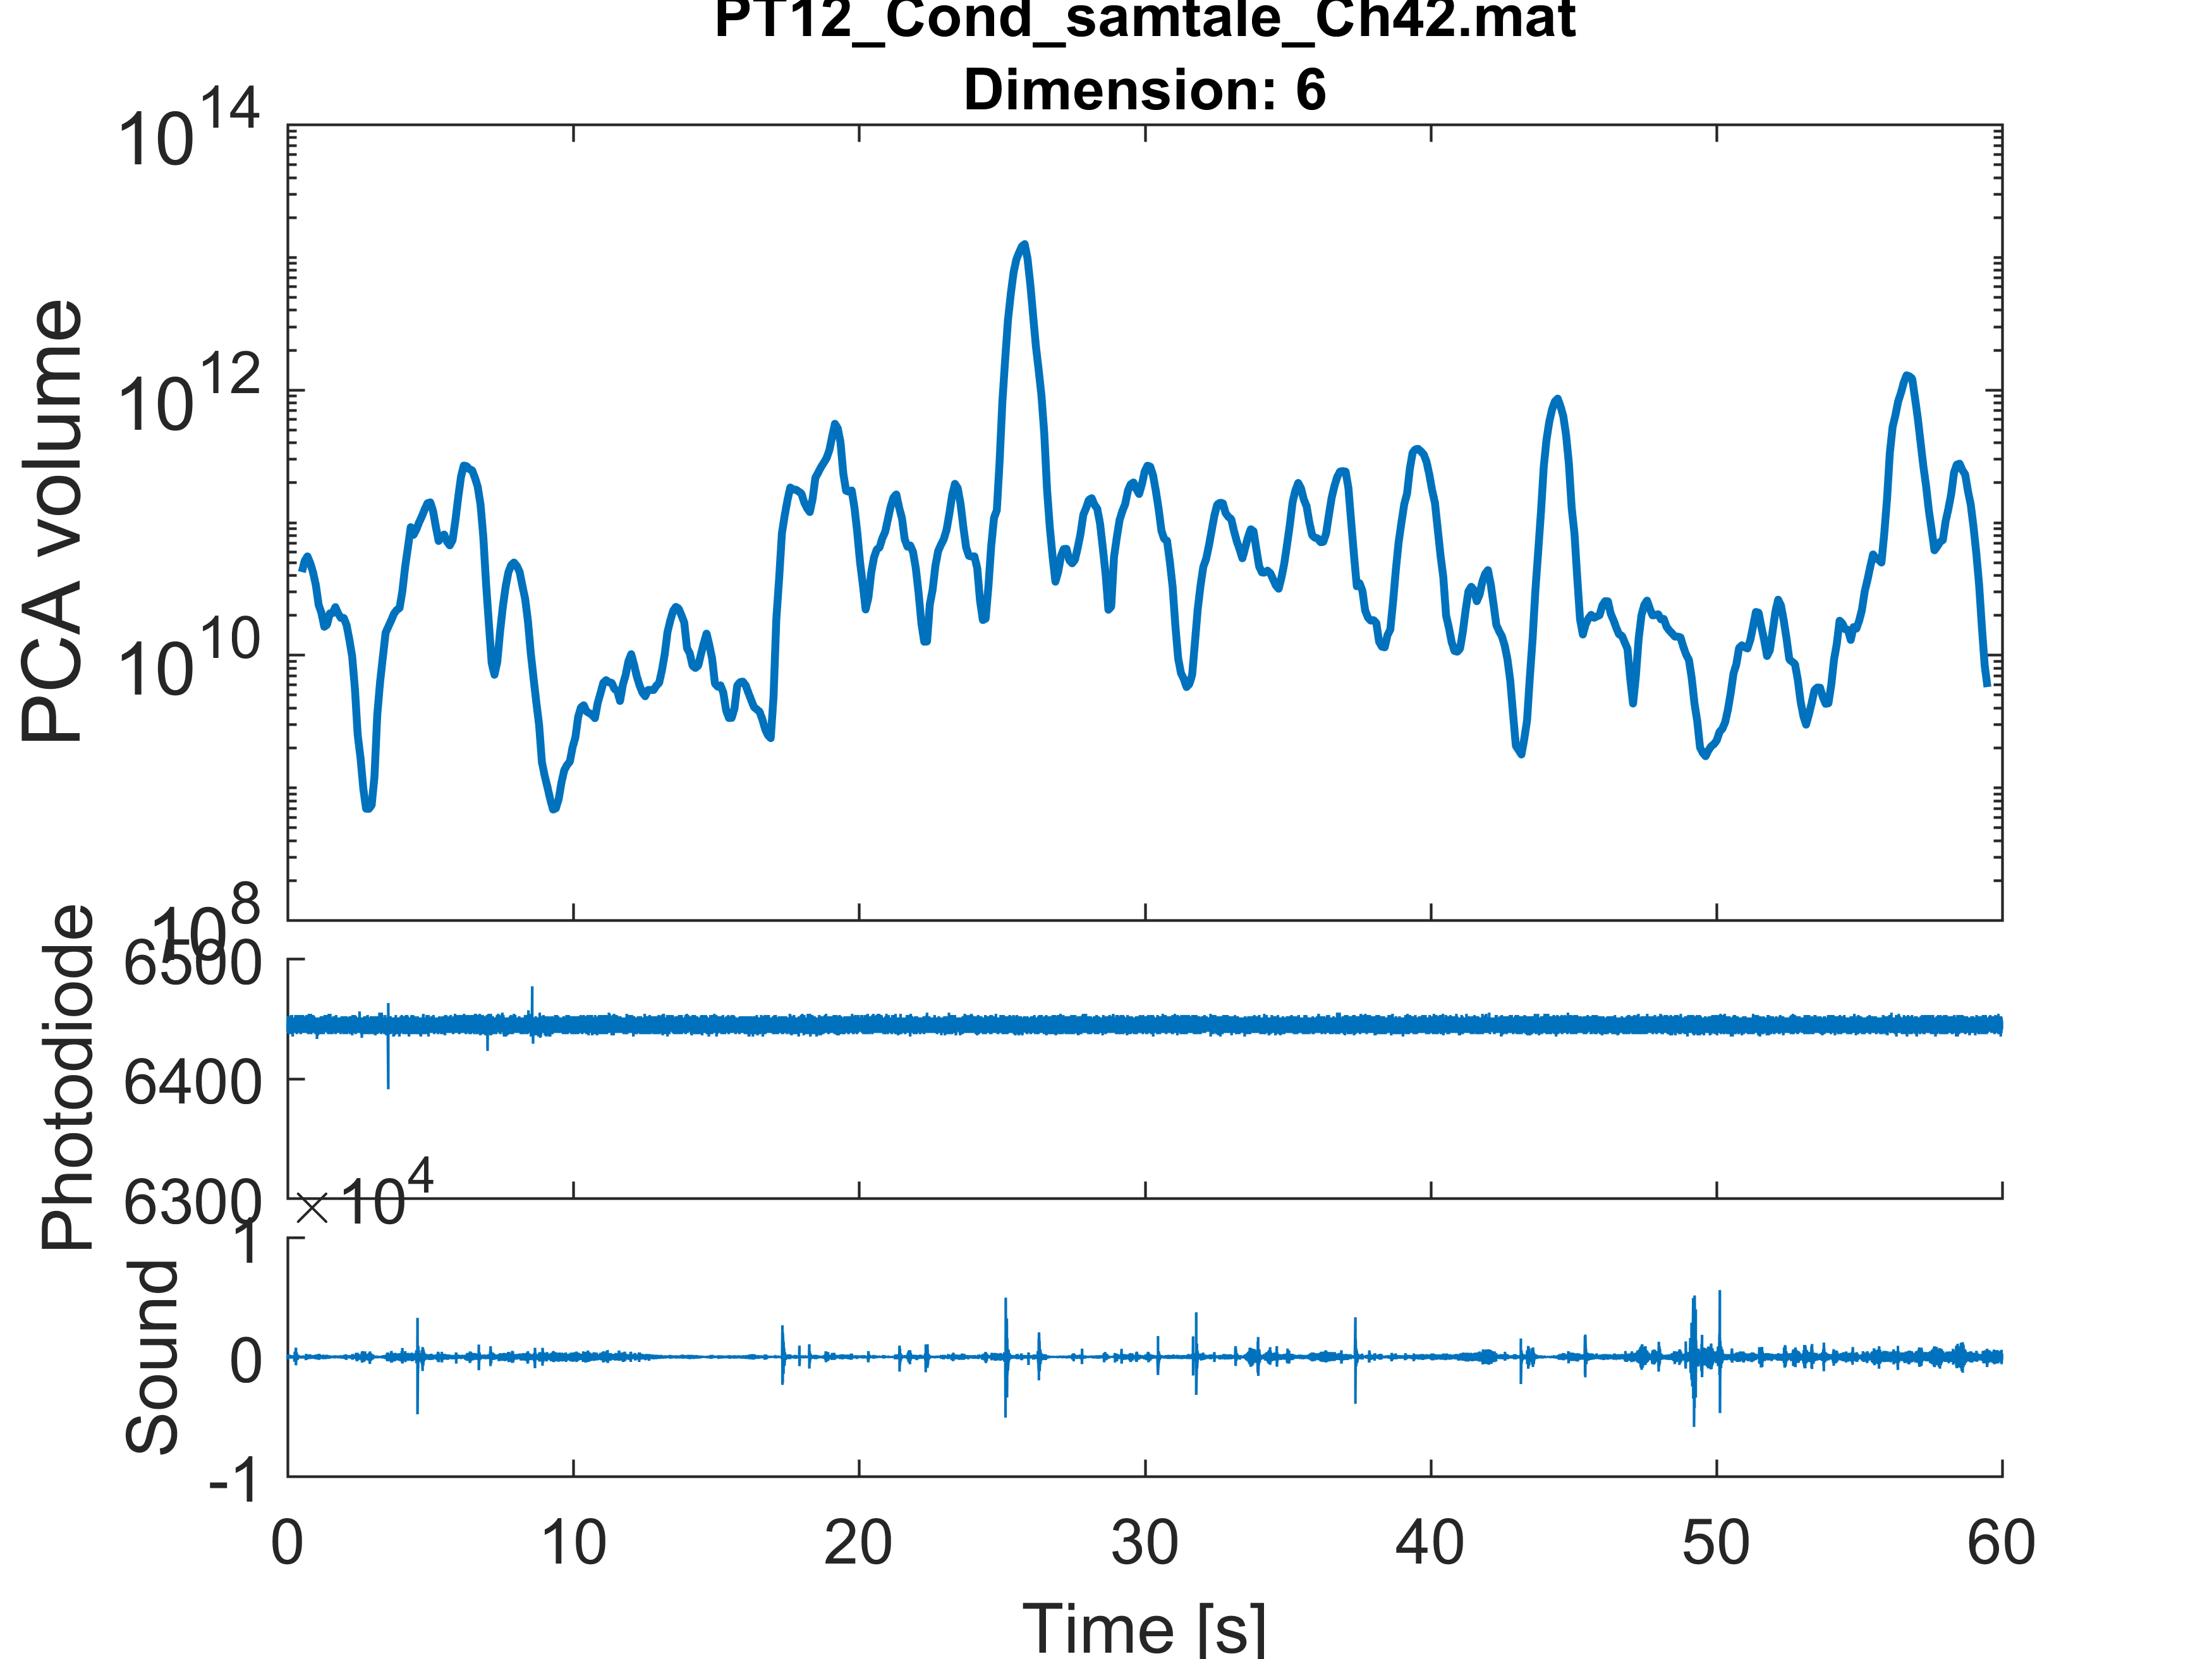 PT12_Cond_samtale_Ch42.mat
Dimension: 6
PCA volume
10^14
10^12
10^10
10^8
Photodiode
6500
6400
6300
×10^4
Sound
1
0
-1
0 10 20 30 40 50 60
Time [s]